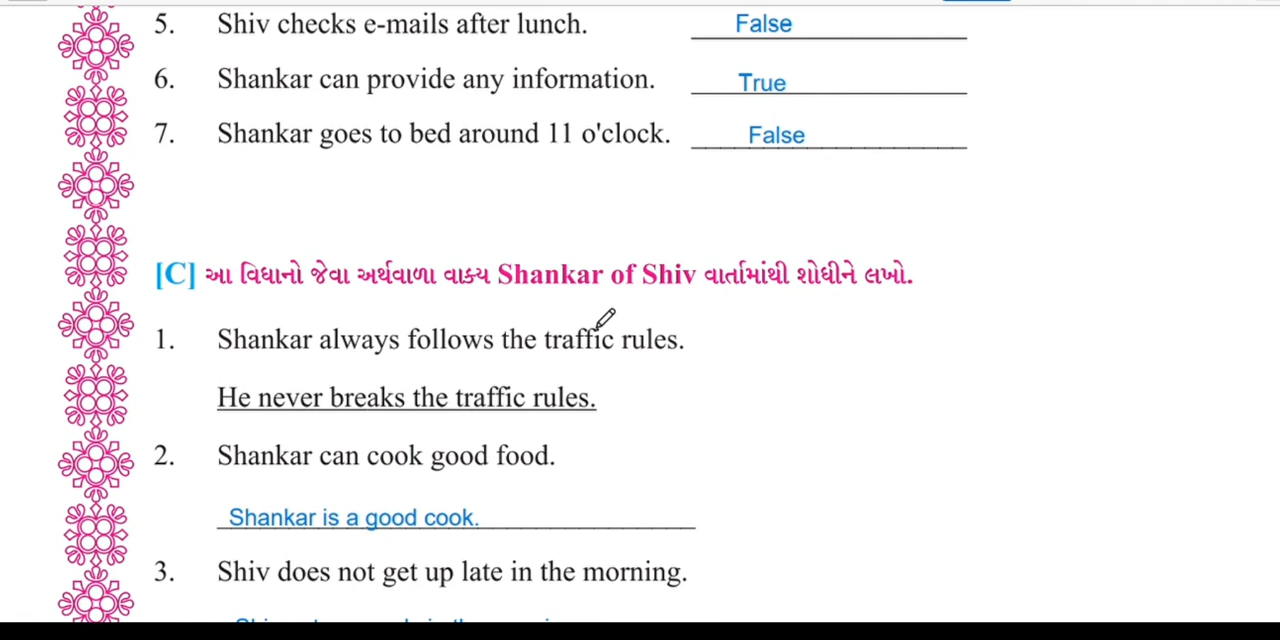 5. Shiv checks e-mails after lunch. False
6. Shankar can provide any information. True
7. Shankar goes to bed around 11 o'clock. False
[C] આ વિધાનો જેવા અર્થવાળા વાક્ય Shankar of Shiv વાર્તામાંથી શોધીને લખો.
1. Shankar always follows the traffic rules.
He never breaks the traffic rules.
2. Shankar can cook good food.
Shankar is a good cook.
3. Shiv does not get up late in the morning.